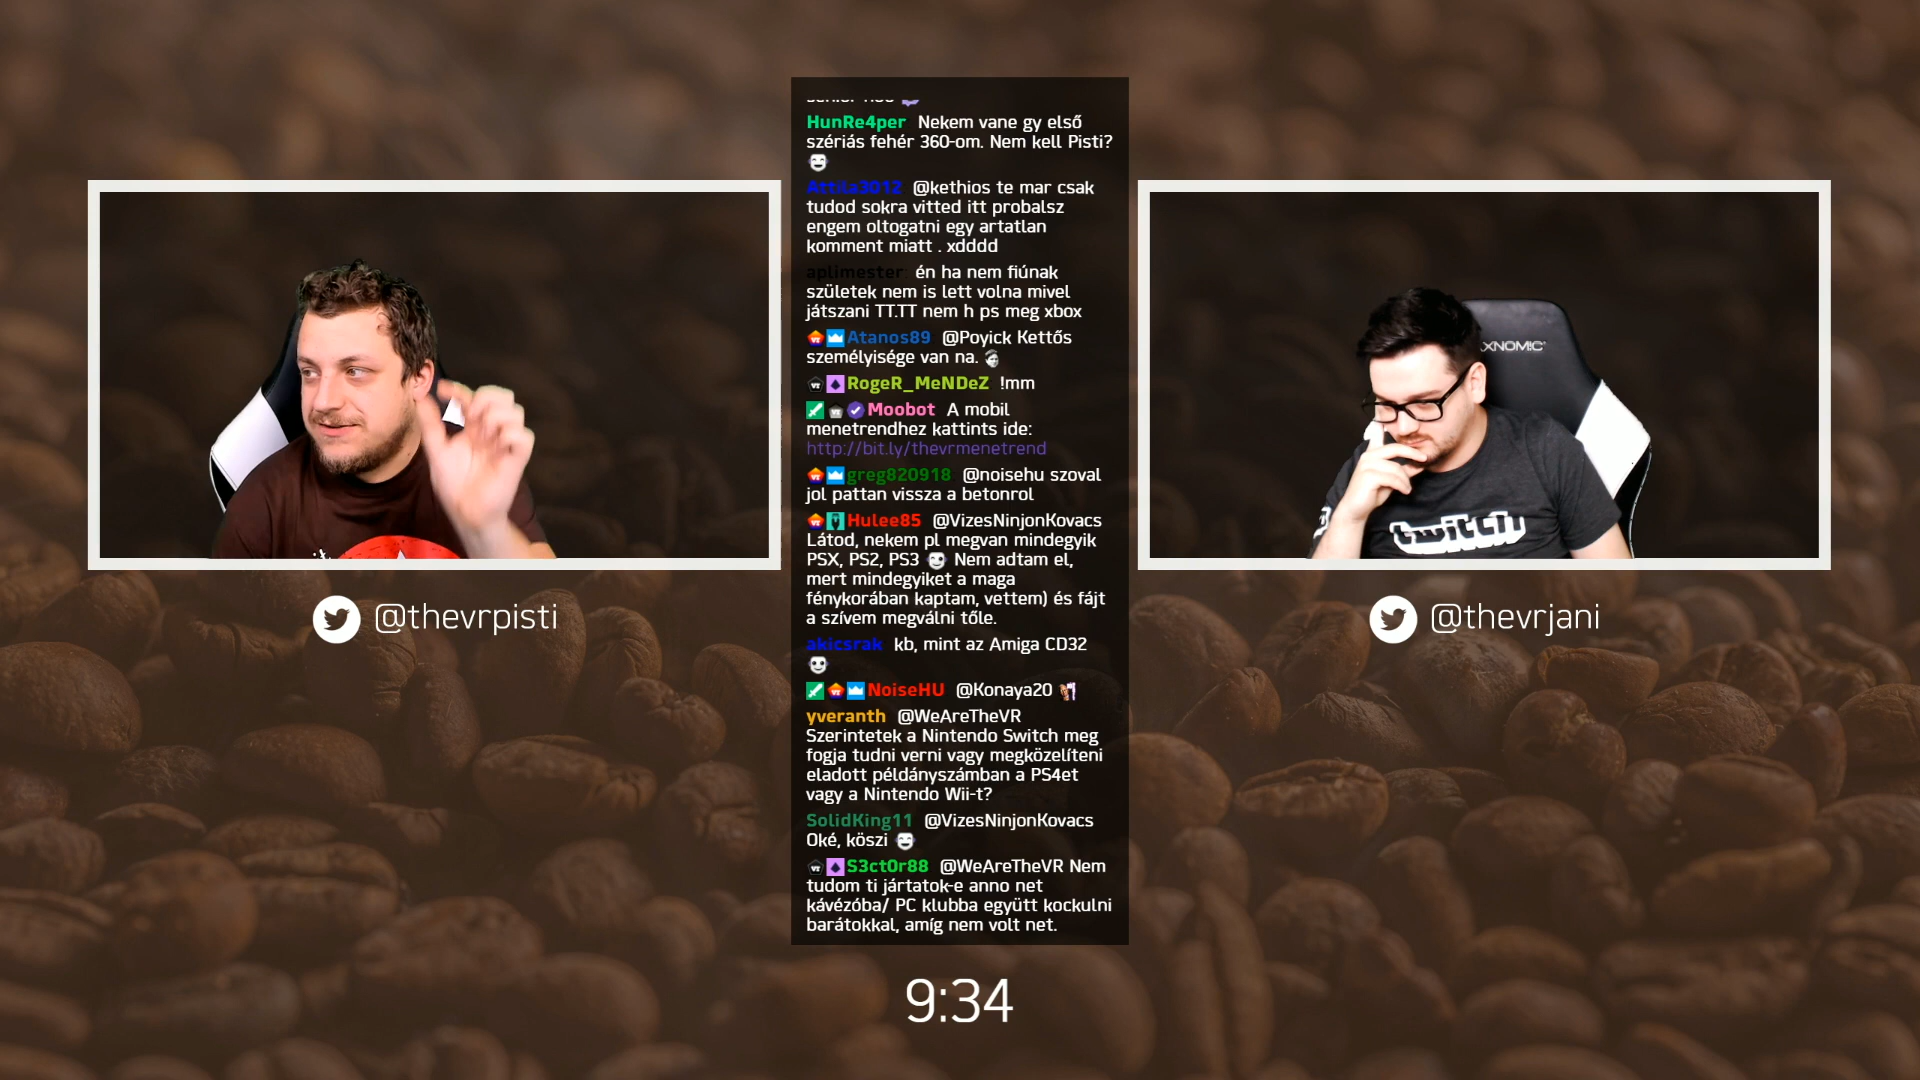 HunRe4per Nekem vane gy első
szériás fehér 360-om. Nem kell Pisti?
Attila3012 @kethios te mar csak
tudod sokra vitted itt probalsz
engem oltogatni egy artatlan
komment miatt . xdddd
aplimester: én ha nem fiúnak
születek nem is lett volna mivel
játszani TT.TT nem h ps meg xbox
Atanos89 @Poyick Kettős
személyisége van na.
RogeR_MeNDeZ !mm
Moobot A mobil
menetrendhez kattints ide:
http://bit.ly/thevrmenetrend
greg820918 @noisehu szoval
jol pattan vissza a betonrol
Hulee85 @VizesNinjonKovacs
Látod, nekem pl megvan mindegyik
PSX, PS2, PS3 Nem adtam el,
mert mindegyiket a maga
fénykorában kaptam, vettem) és fájt
a szívem megválni tőle.
akicsrak kb, mint az Amiga CD32
NoiseHU @Konaya20
yveranth @WeAreTheVR
Szerintetek a Nintendo Switch meg
fogja tudni verni vagy megközelíteni
eladott példányszámban a PS4et
vagy a Nintendo Wii-t?
SolidKing11 @VizesNinjonKovacs
Oké, köszi
S3ct0r88 @WeAreTheVR Nem
tudom ti jártatok-e anno net
kávézóba/ PC klubba együtt kockulni
barátokkal, amíg nem volt net.
@thevrpisti
XNOMIC
twitch
@thevrjani
9:34